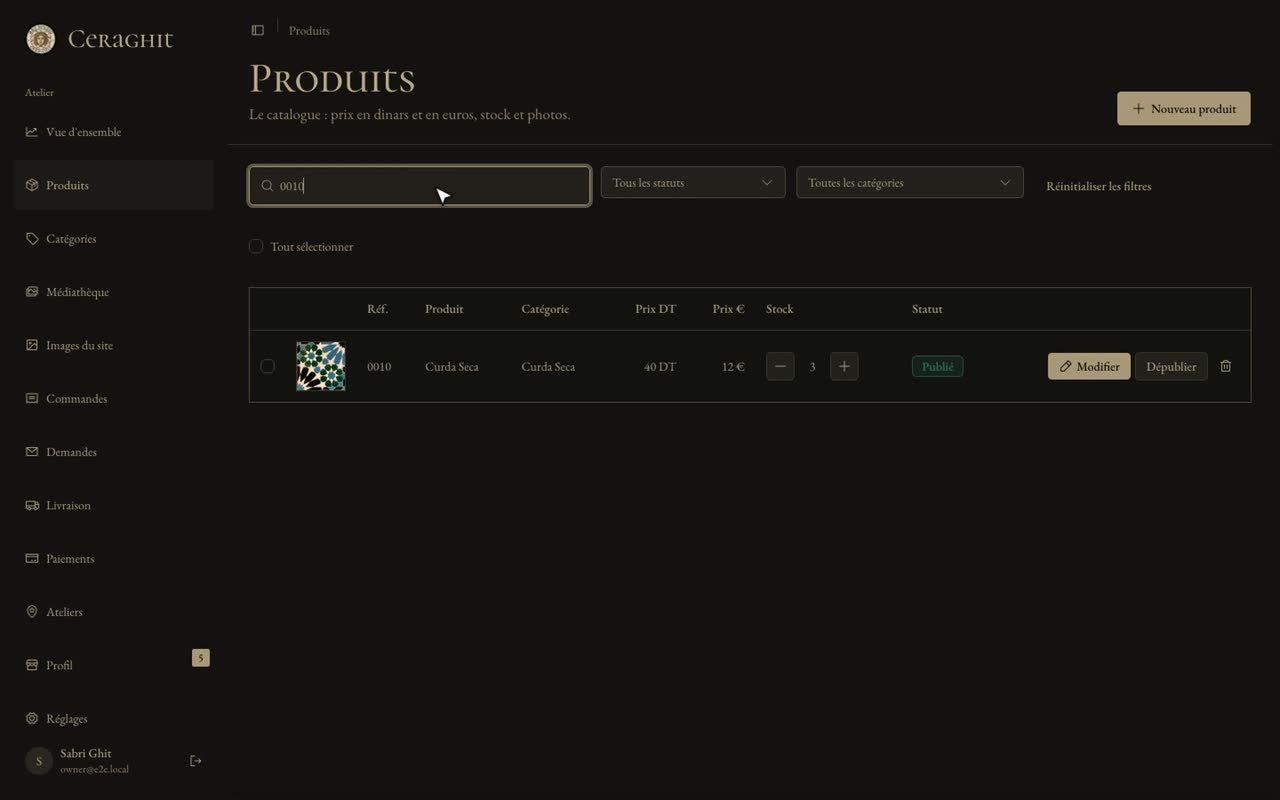 Ceraghit
Atelier
Vue d'ensemble
Produits
Catégories
Médiathèque
Images du site
Commandes
Demandes
Livraison
Paiements
Ateliers
Profil
5
Réglages
S
Sabri Ghit
owner@e2e.local
Produits
Produits
Le catalogue : prix en dinars et en euros, stock et photos.
Nouveau produit
0010
Tous les statuts
Toutes les catégories
Réinitialiser les filtres
Tout sélectionner
Réf. Produit Catégorie Prix DT Prix € Stock Statut
0010 Curda Seca Curda Seca 40 DT 12 € 3 Publié Modifier Dépublier